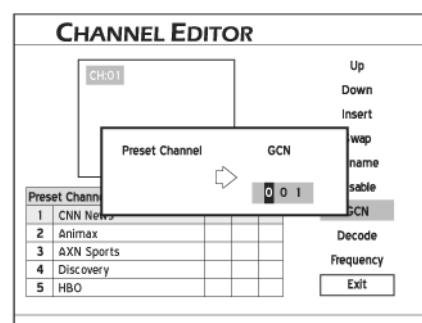 CHANNEL EDITOR
CH:01
Up
Down
Insert
Preset Channel GCN
0 0 1
GCN
Decode
Frequency
Exit
Preset
1 CNN News
2 Animax
3 AXN Sports
4 Discovery
5 HBO